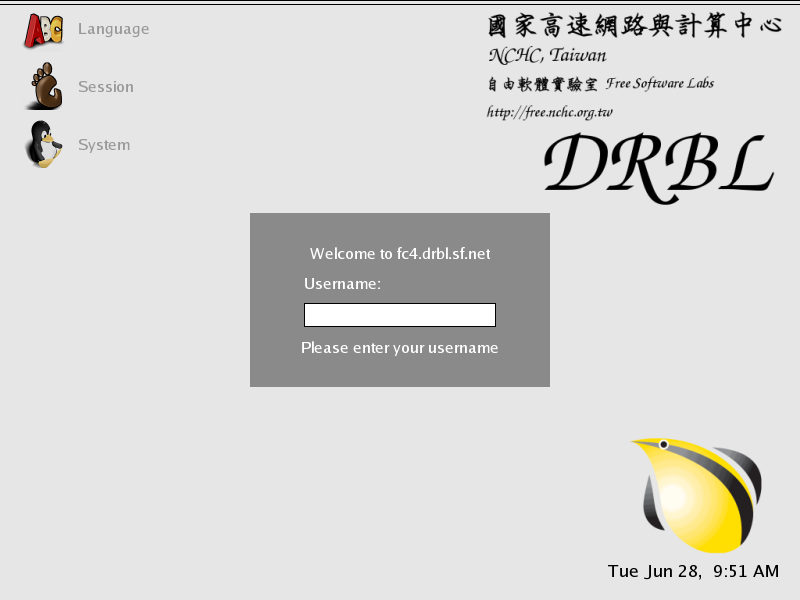 ABC
Language
Session
System
國家高速網路與計算中心
NCHC, Taiwan
自由軟體實驗室 Free Software Labs
http://free.nchc.org.tw
DRBL
Welcome to fc4.drbl.sf.net
Username:
Please enter your username
Tue Jun 28, 9:51 AM